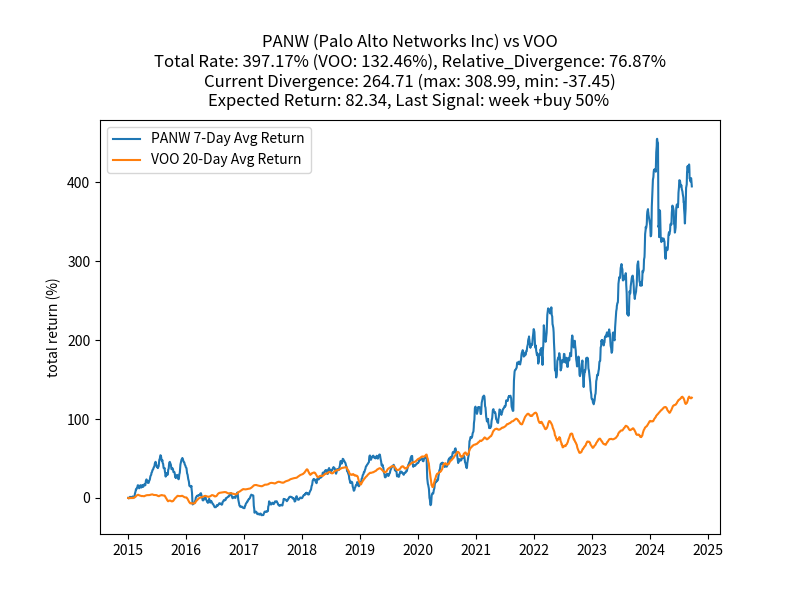 PANW (Palo Alto Networks Inc) vs VOO
Total Rate: 397.17% (VOO: 132.46%), Relative_Divergence: 76.87%
Current Divergence: 264.71 (max: 308.99, min: -37.45)
Expected Return: 82.34, Last Signal: week +buy 50%
PANW 7-Day Avg Return
VOO 20-Day Avg Return
total return (%)
400
300
200
100
0
2015 2016 2017 2018 2019 2020 2021 2022 2023 2024 2025